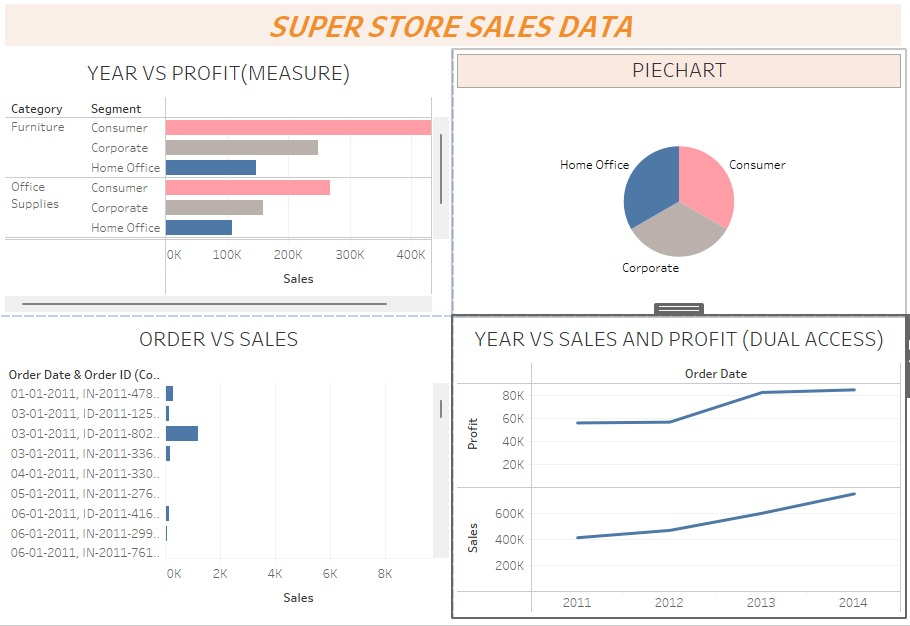 SUPER STORE SALES DATA
YEAR VS PROFIT(MEASURE)
Category Segment
Furniture Consumer
Corporate
Home Office
Office Supplies Consumer
Corporate
Home Office
0K 100K 200K 300K 400K
Sales
PIECHART
Home Office Consumer
Corporate
ORDER VS SALES
Order Date & Order ID (Co..
01-01-2011, IN-2011-478..
03-01-2011, ID-2011-125..
03-01-2011, ID-2011-802..
03-01-2011, IN-2011-336..
04-01-2011, IN-2011-330..
05-01-2011, IN-2011-276..
06-01-2011, ID-2011-416..
06-01-2011, IN-2011-299..
06-01-2011, IN-2011-761..
0K 2K 4K 6K 8K
Sales
YEAR VS SALES AND PROFIT (DUAL ACCESS)
Order Date
Profit
80K
60K
40K
20K
Sales
600K
400K
200K
2011 2012 2013 2014